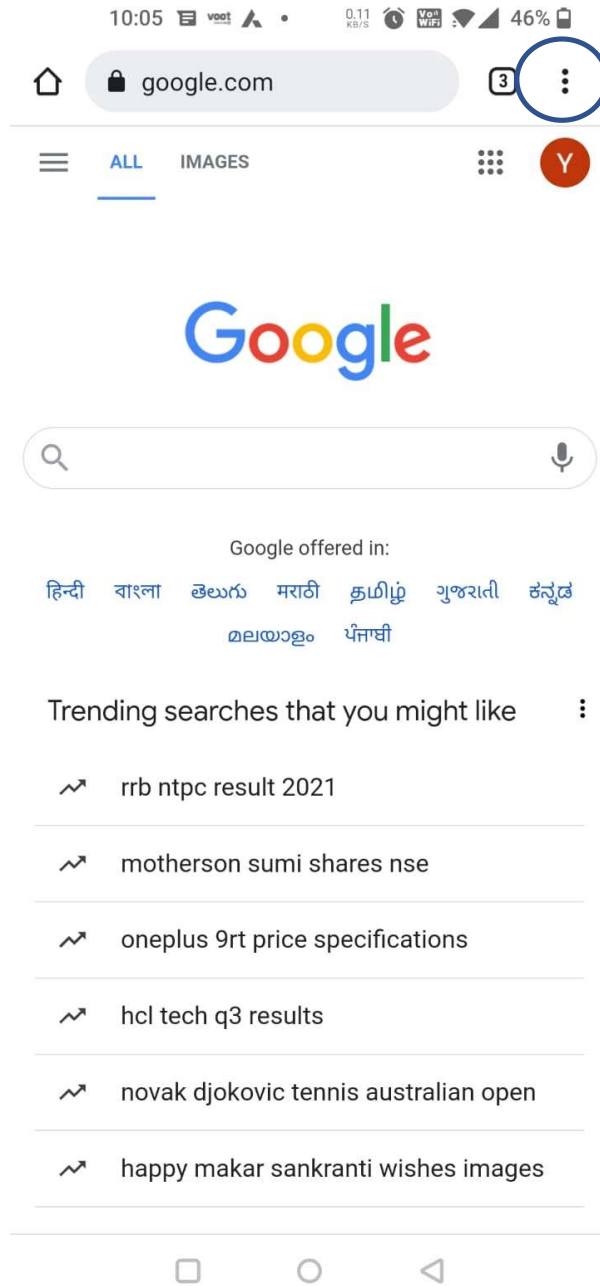 10:05 voot 0.11 KB/S Vo)) WiFi 46%
google.com 3
ALL IMAGES Y
Google
Google offered in:
हिन्दी বাংলা తెలుగు मराठी தமிழ் ગુજરાતી ಕನ್ನಡ
മലയാളം ਪੰਜਾਬੀ
Trending searches that you might like
rrb ntpc result 2021
motherson sumi shares nse
oneplus 9rt price specifications
hcl tech q3 results
novak djokovic tennis australian open
happy makar sankranti wishes images